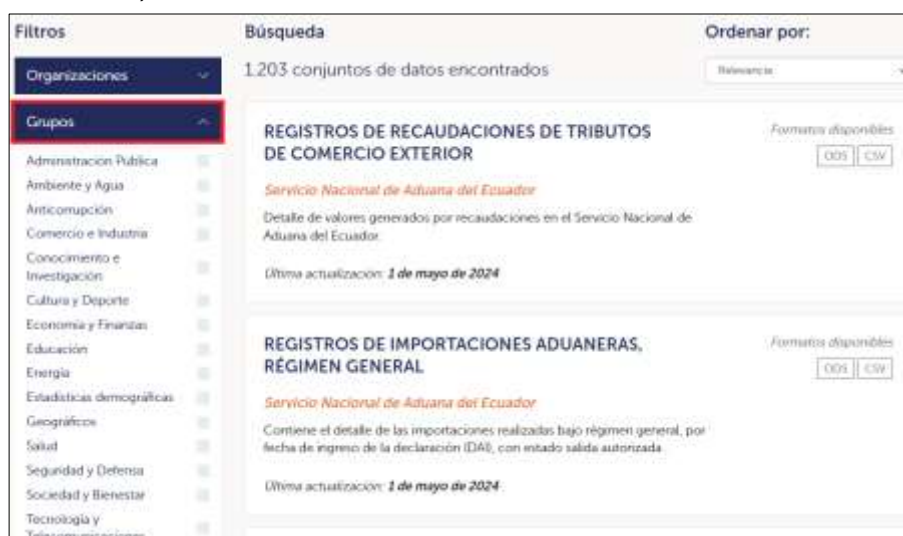 Filtros
Organizaciones
Grupos
Administración Pública
Ambiente y Agua
Anticorrupción
Comercio e Industria
Conocimiento e
Investigación
Cultura y Deporte
Economía y Finanzas
Educación
Energía
Estadísticas demográficas
Geográficos
Salud
Seguridad y Defensa
Sociedad y Bienestar
Tecnología y
Telecomunicaciones
Búsqueda
Ordenar por:
1.203 conjuntos de datos encontrados
Relevancia
REGISTROS DE RECAUDACIONES DE TRIBUTOS
DE COMERCIO EXTERIOR
Formatos disponibles
ODS CSV
Servicio Nacional de Aduana del Ecuador
Detalle de valores generados por recaudaciones en el Servicio Nacional de
Aduana del Ecuador.
Última actualización: 1 de mayo de 2024
REGISTROS DE IMPORTACIONES ADUANERAS,
RÉGIMEN GENERAL
Formatos disponibles
ODS CSV
Servicio Nacional de Aduana del Ecuador
Contiene el detalle de las importaciones realizadas bajo régimen general, por
fecha de ingreso de la declaración (DAI), con estado salida autorizada.
Última actualización: 1 de mayo de 2024